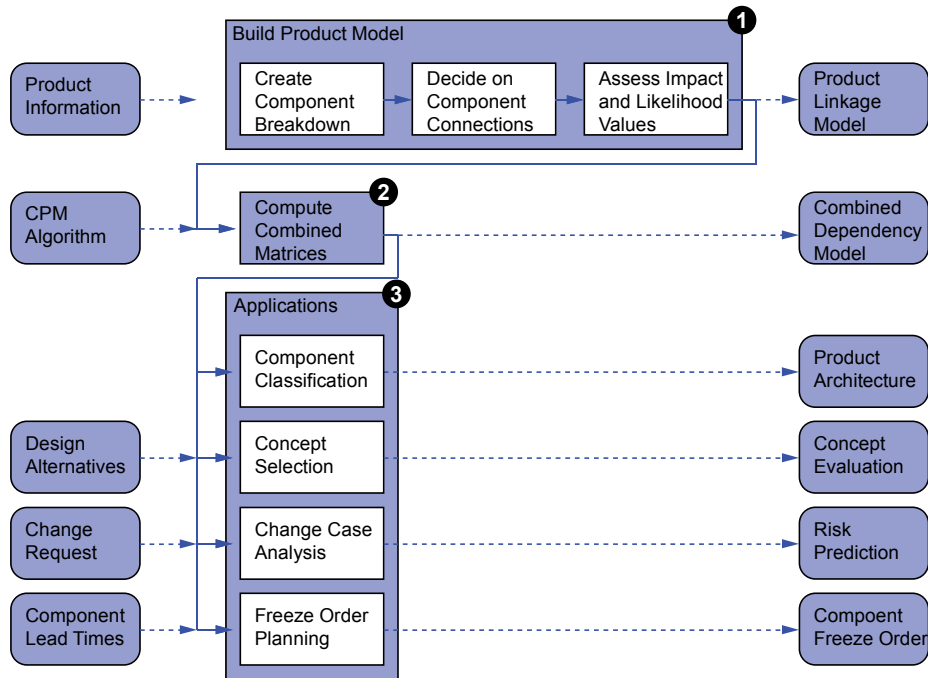 1
Build Product Model
Product
Information
Create
Component
Breakdown
Decide on
Component
Connections
Assess Impact
and Likelihood
Values
Product
Linkage
Model
2
CPM
Algorithm
Compute
Combined
Matrices
Combined
Dependency
Model
3
Applications
Component
Classification
Product
Architecture
Design
Alternatives
Concept
Selection
Concept
Evaluation
Change
Request
Change Case
Analysis
Risk
Prediction
Component
Lead Times
Freeze Order
Planning
Compoent
Freeze Order